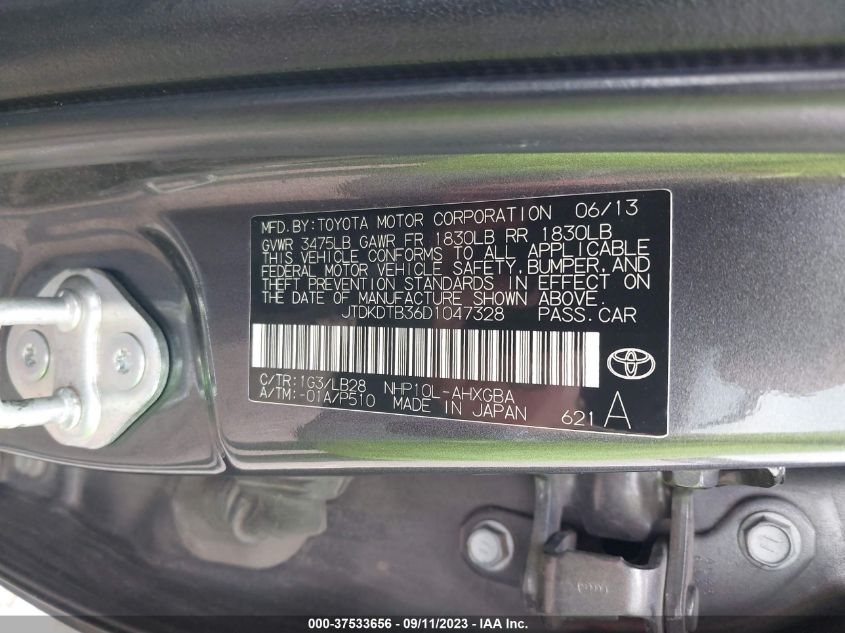 MFD.BY:TOYOTA MOTOR CORPORATION 06/13
GVWR 3475LB GAWR FR 1830LB RR 1830LB
THIS VEHICLE CONFORMS TO ALL APPLICABLE
FEDERAL MOTOR VEHICLE SAFETY,BUMPER,AND
THEFT PREVENTION STANDARDS IN EFFECT ON
THE DATE OF MANUFACTURE SHOWN ABOVE.
JTDKDTB36D1047328 PASS.CAR
C/TR:1G3/LB28 NHP10L-AHXGBA
A/TM:-01A/P510 MADE IN JAPAN 621 A
000-37533656 - 09/11/2023 - Copyright © 2023 - IAA Inc.